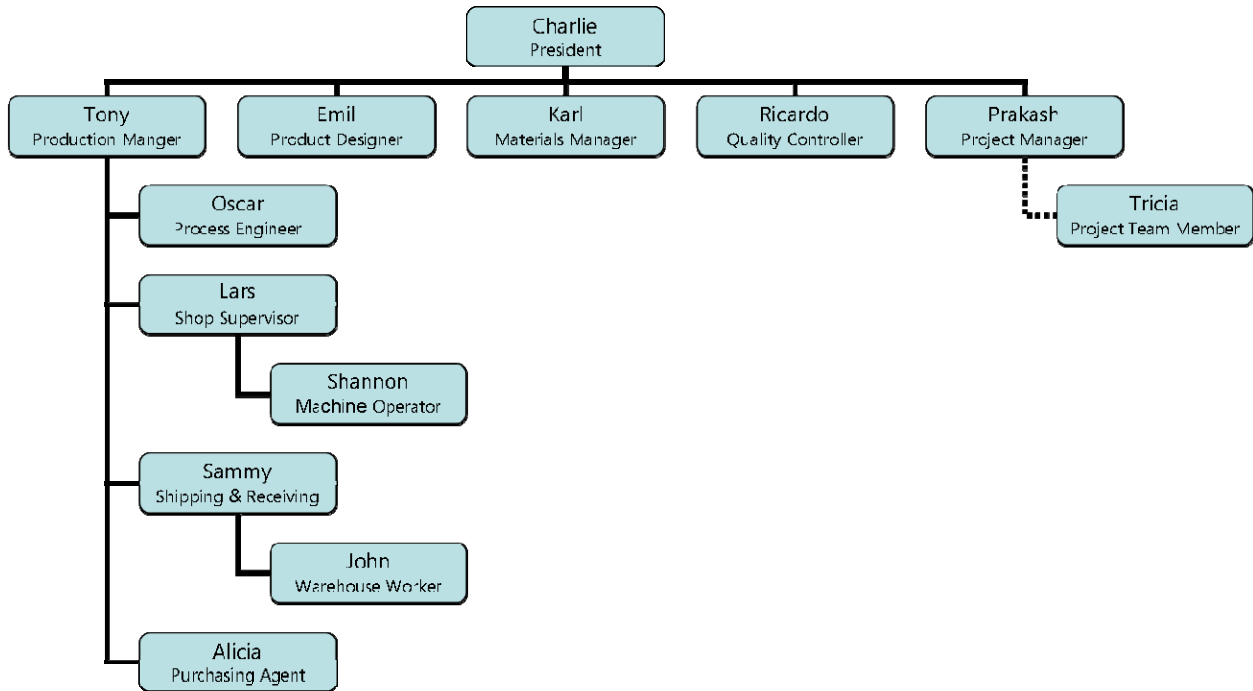 Charlie
President
Tony
Production Manger
Emil
Product Designer
Karl
Materials Manager
Ricardo
Quality Controller
Prakash
Project Manager
Oscar
Process Engineer
Tricia
Project Team Member
Lars
Shop Supervisor
Shannon
Machine Operator
Sammy
Shipping & Receiving
John
Warehouse Worker
Alicia
Purchasing Agent